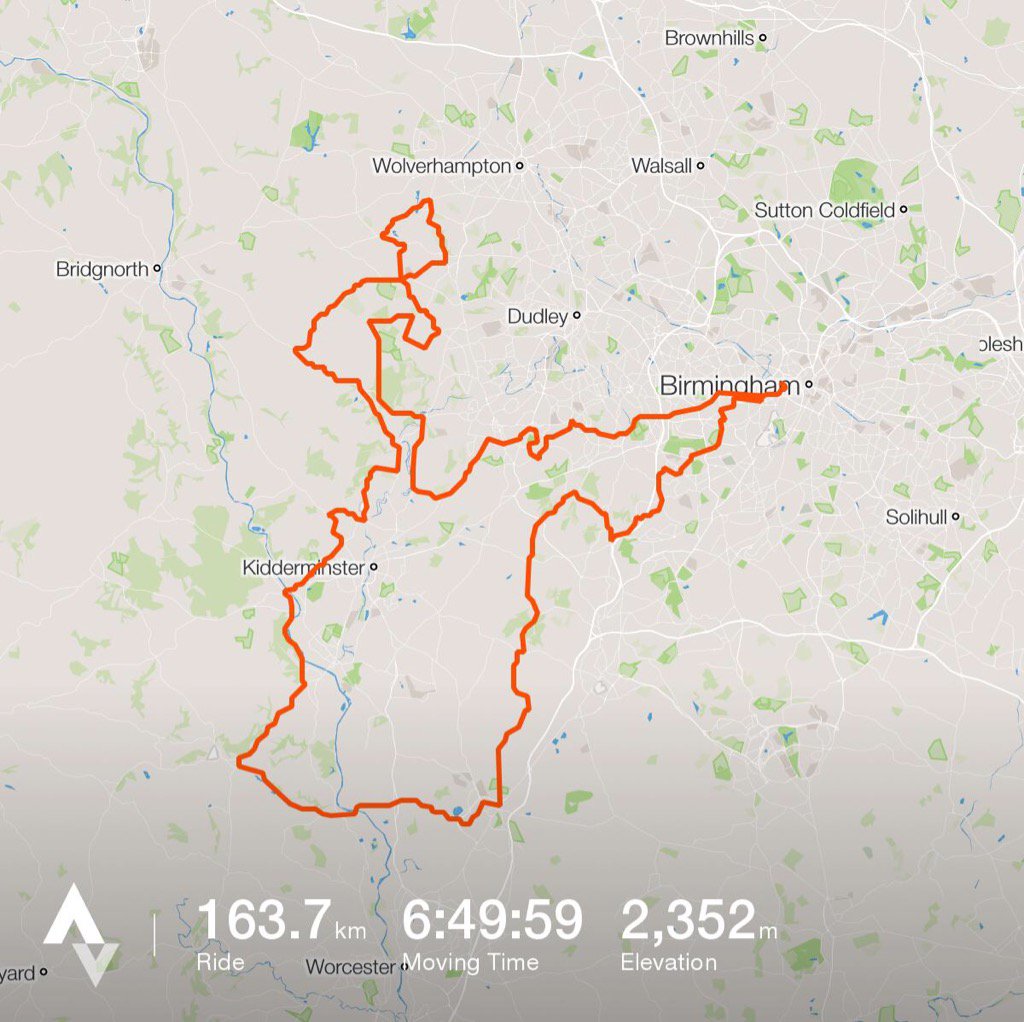 Brownhills
Wolverhampton
Walsall
Sutton Coldfield
Bridgnorth
Dudley
olesh
Birmingham
Solihull
Kidderminster
163.7 km 6:49:59 2,352 m
Ride Moving Time Elevation
Worcester
yard